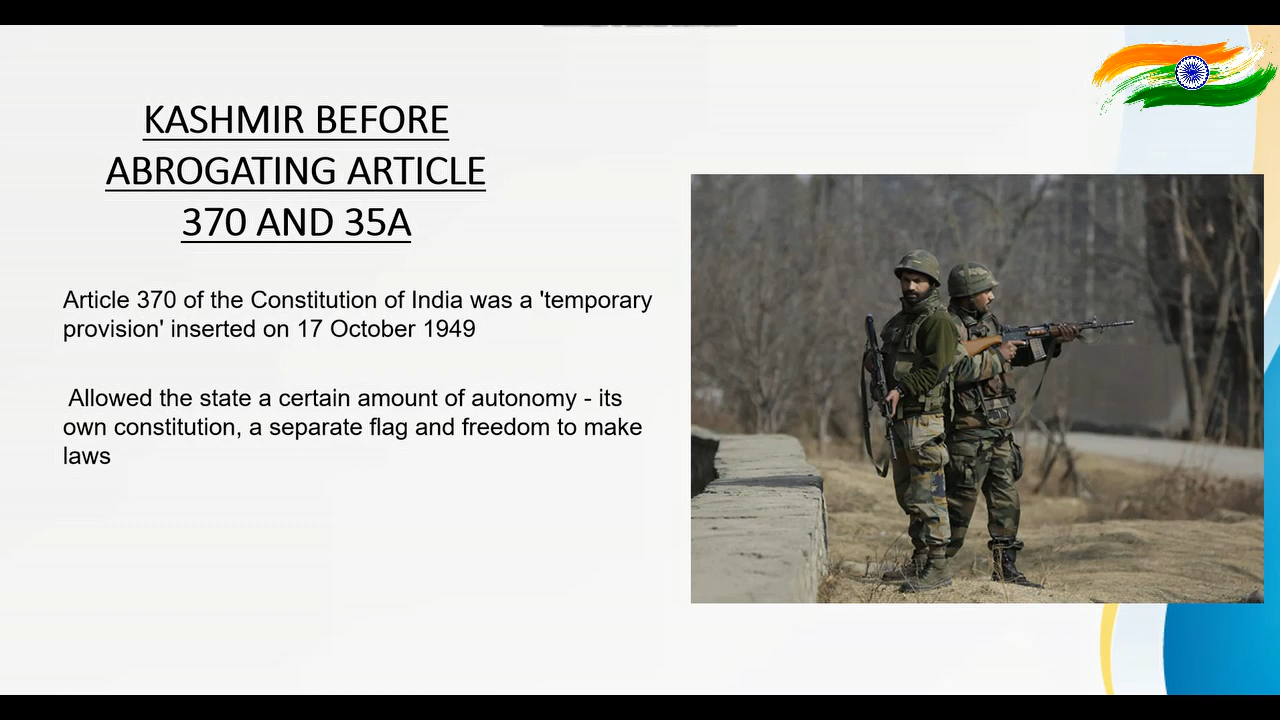 KASHMIR BEFORE
ABROGATING ARTICLE
370 AND 35A
Article 370 of the Constitution of India was a 'temporary
provision' inserted on 17 October 1949
Allowed the state a certain amount of autonomy - its
own constitution, a separate flag and freedom to make
laws